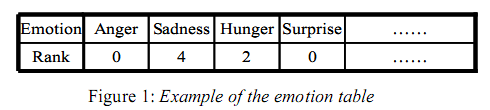 Emotion Anger Sadness Hunger Surprise ......
Rank 0 4 2 0 ......
Figure 1: Example of the emotion table